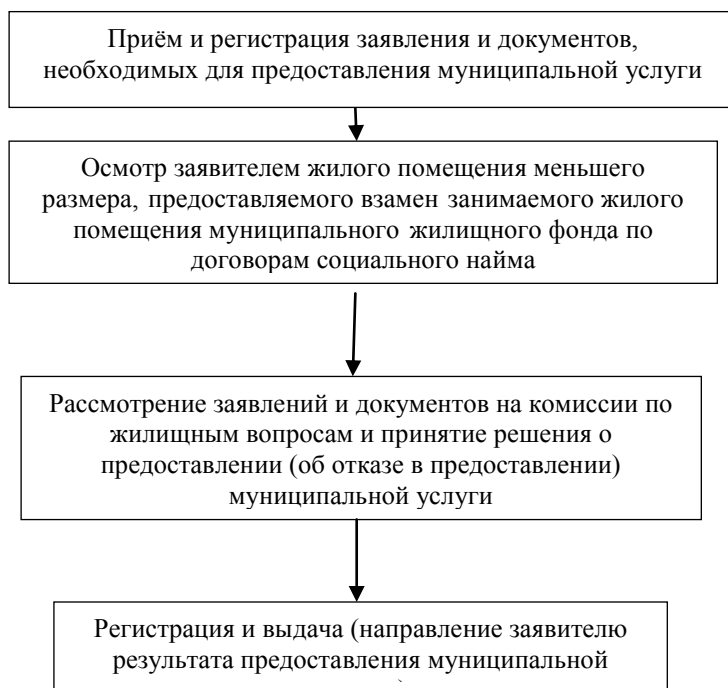 Приём и регистрация заявления и документов,
необходимых для предоставления муниципальной услуги
Осмотр заявителем жилого помещения меньшего
размера, предоставляемого взамен занимаемого жилого
помещения муниципального жилищного фонда по
договорам социального найма
Рассмотрение заявлений и документов на комиссии по
жилищным вопросам и принятие решения о
предоставлении (об отказе в предоставлении)
муниципальной услуги
Регистрация и выдача (направление заявителю
результата предоставления муниципальной